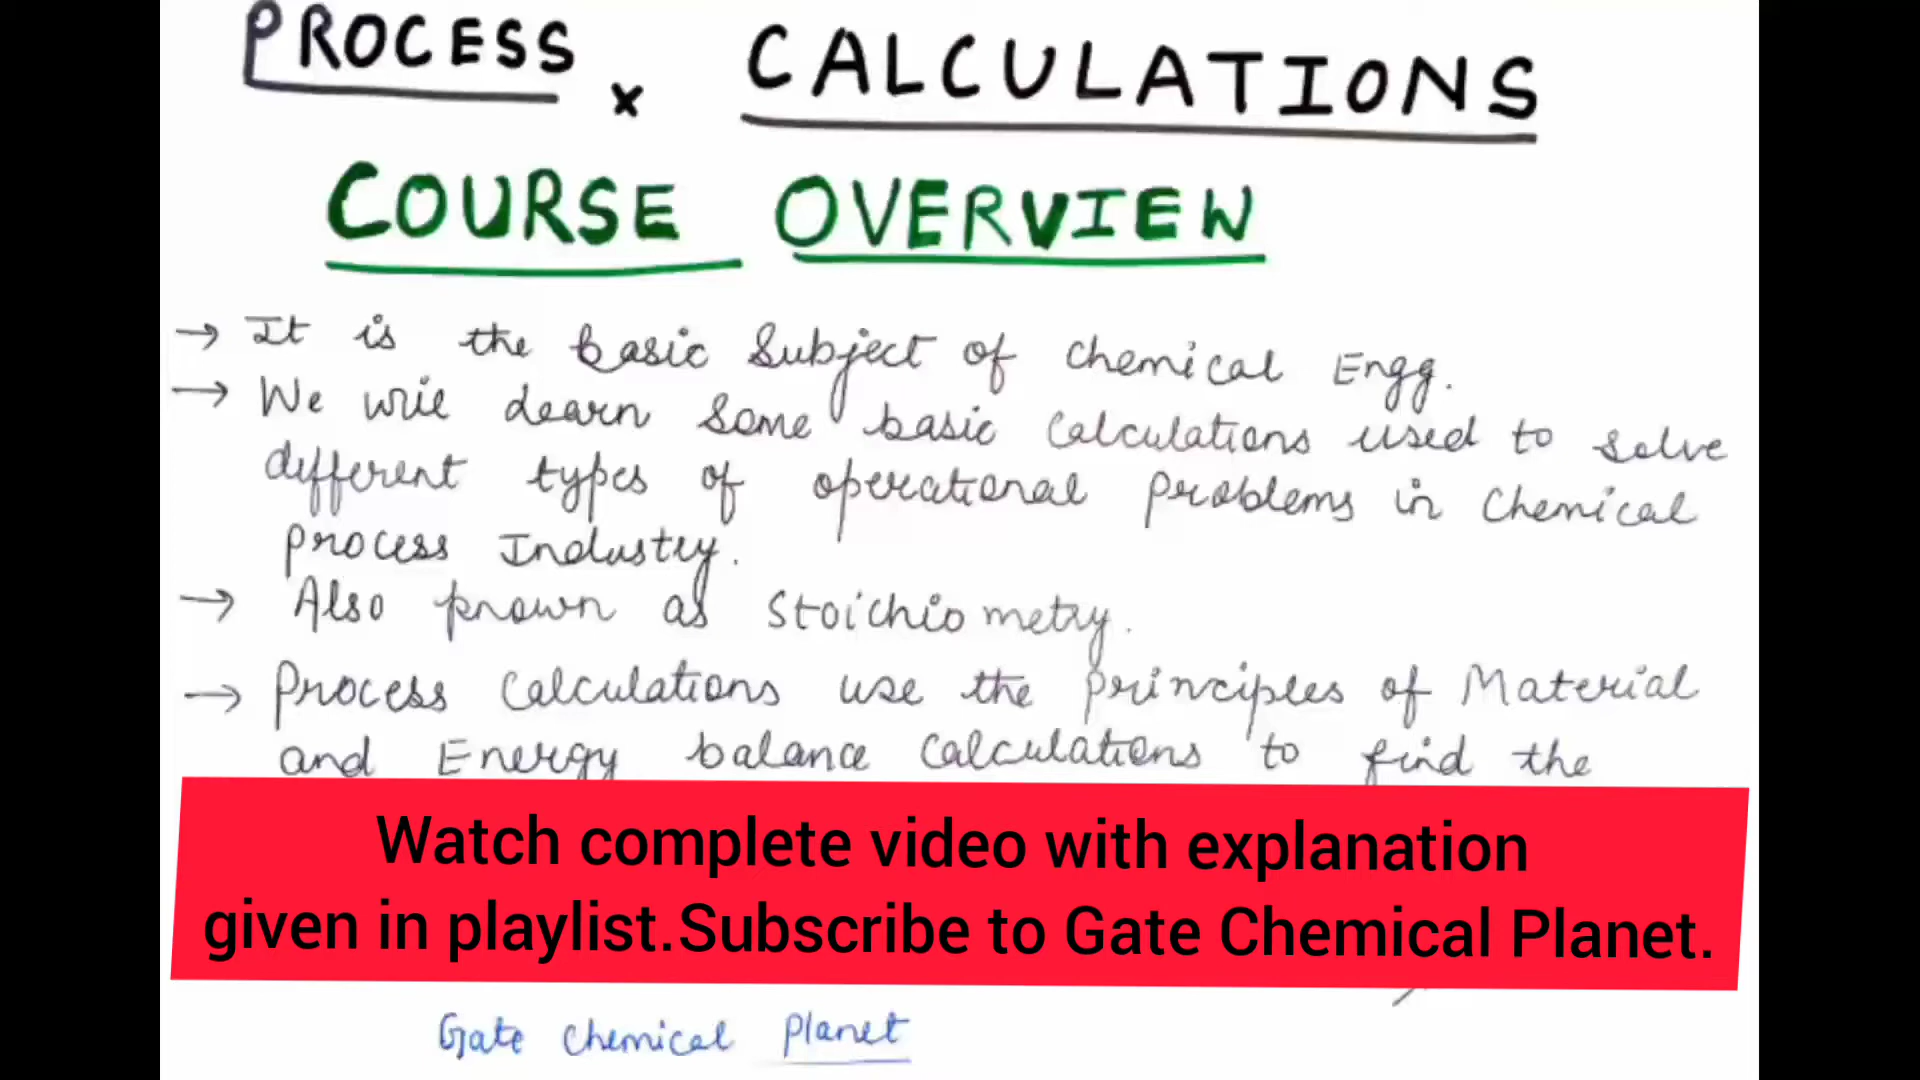 PROCESS x CALCULATIONS
COURSE OVERVIEW
→ It is the basic Subject of Chemical Engg.
→ We will learn Some basic Calculations used to solve
different types of operational problems in Chemical
process Industry.
→ Also known as Stoichiometry.
→ Process Calculations use the principles of Material
and Energy balance Calculations to find the
Watch complete video with explanation
given in playlist.Subscribe to Gate Chemical Planet.
Gate Chemical Planet